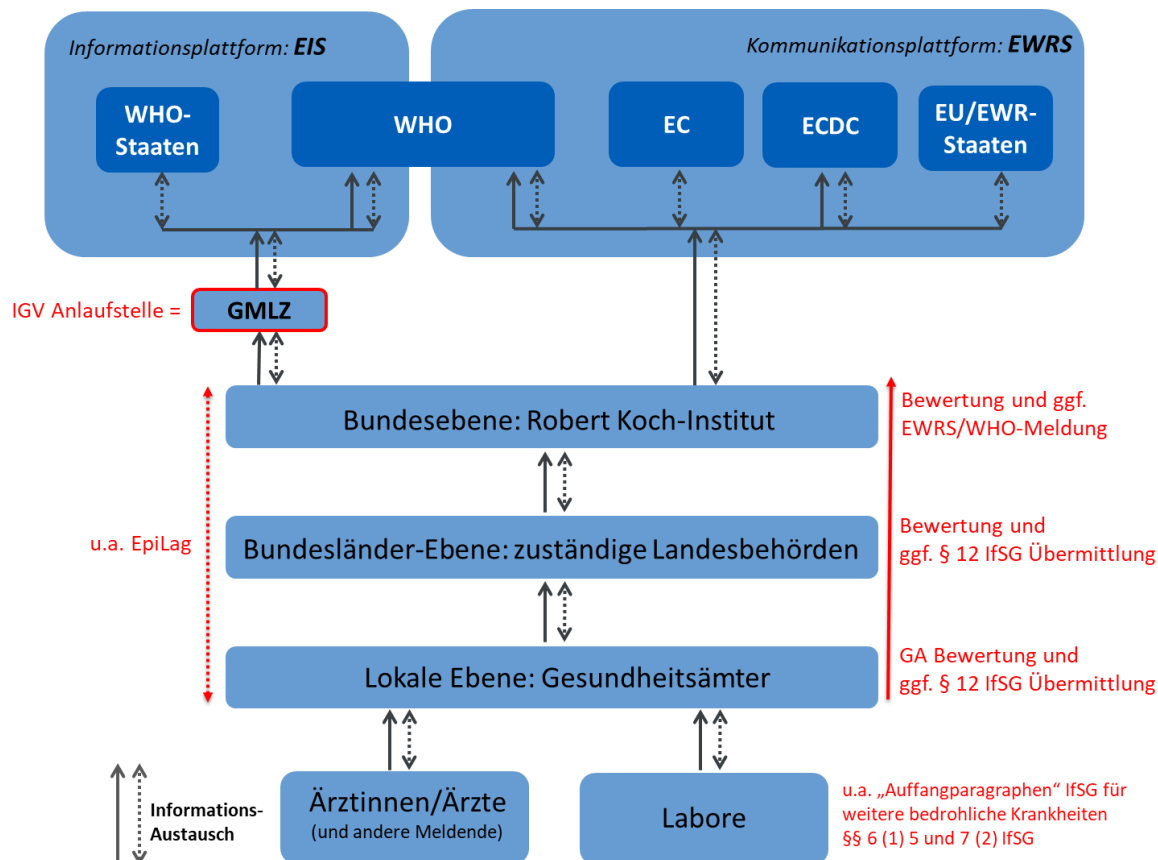 Informationsplattform: EIS
Kommunikationsplattform: EWRS
WHO-
Staaten
WHO
EC
ECDC
EU/EWR-
Staaten
IGV Anlaufstelle =
GMLZ
Bundesebene: Robert Koch-Institut
Bewertung und ggf.
EWRS/WHO-Meldung
u.a. EpiLag
Bundesländer-Ebene: zuständige Landesbehörden
Bewertung und
ggf. § 12 IfSG Übermittlung
Lokale Ebene: Gesundheitsämter
GA Bewertung und
ggf. § 12 IfSG Übermittlung
Informations-
Austausch
Ärztinnen/Ärzte
(und andere Meldende)
Labore
u.a. „Auffangparagraphen" IfSG für
weitere bedrohliche Krankheiten
§§ 6 (1) 5 und 7 (2) IfSG